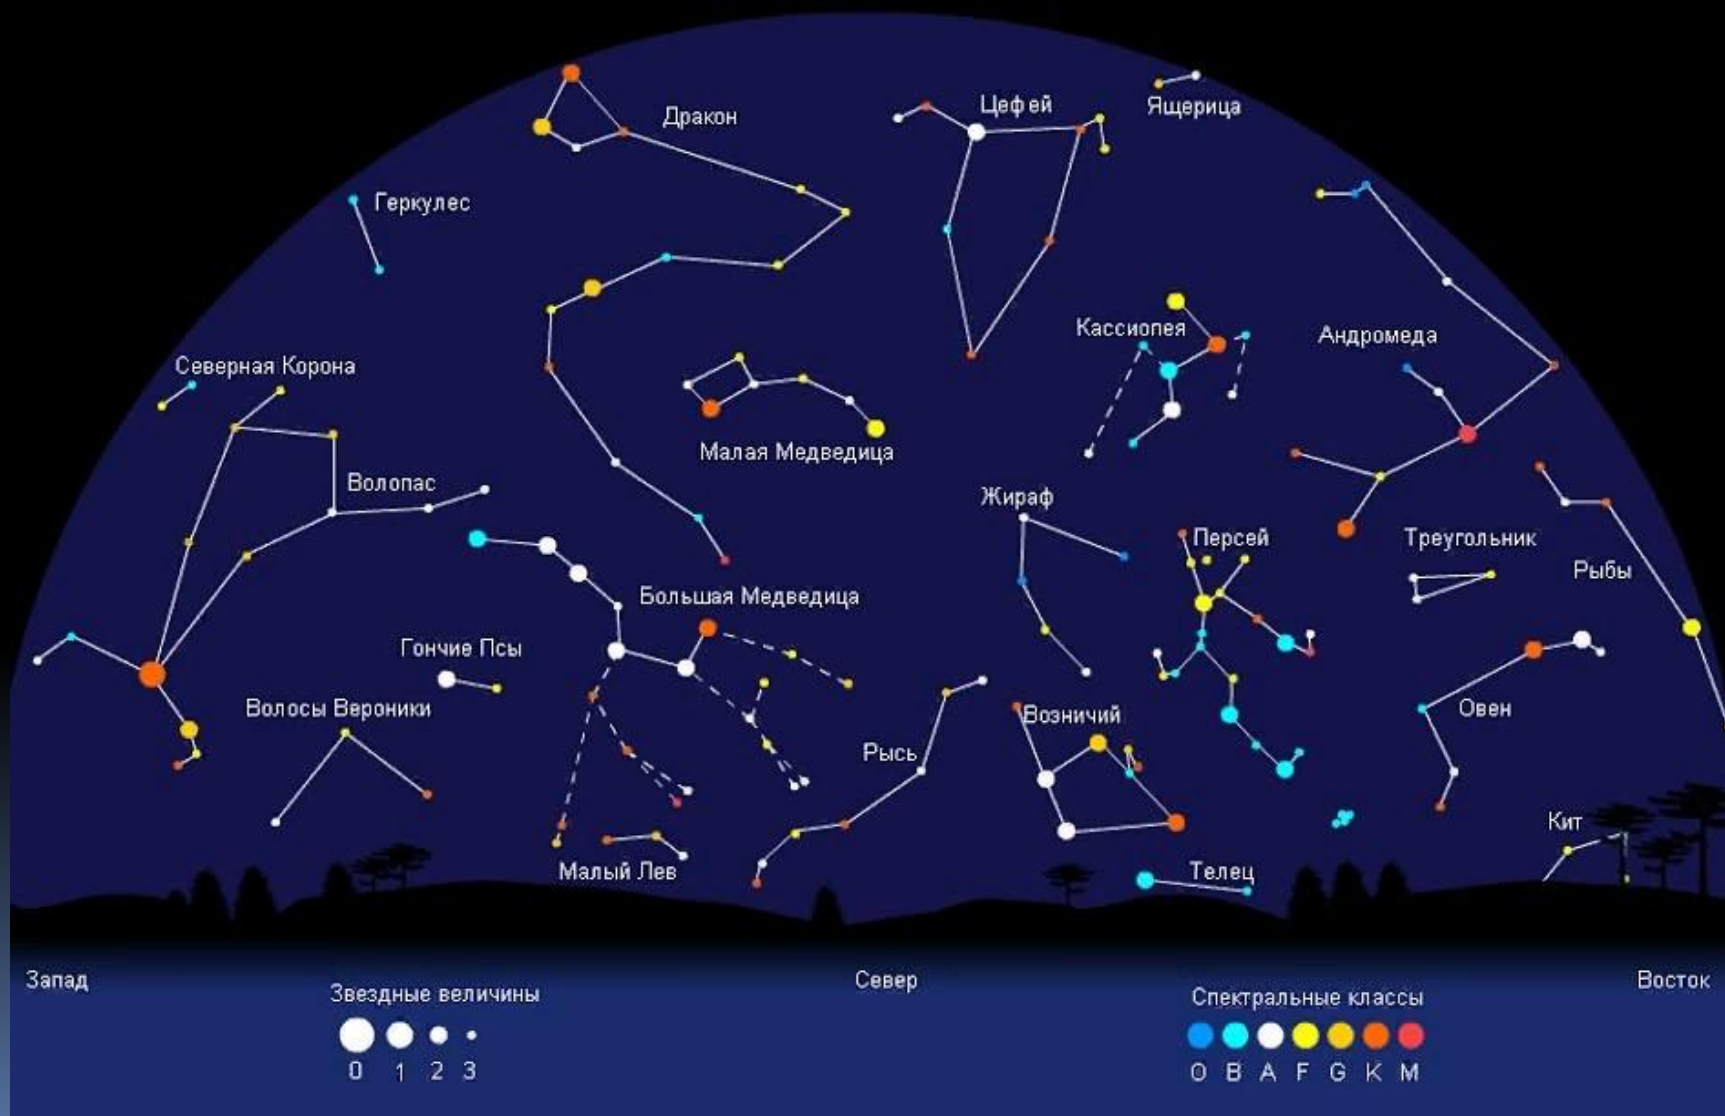 Дракон
Цефей
Ящерица
Геркулес
Кассиопея
Андромеда
Северная Корона
Малая Медведица
Волопас
Жираф
Персей
Треугольник
Рыбы
Большая Медведица
Гончие Псы
Волосы Вероники
Овен
Возничий
Рысь
Кит
Малый Лев
Телец
Запад
Север
Восток
Звездные величины
0 1 2 3
Спектральные классы
O B A F G K M